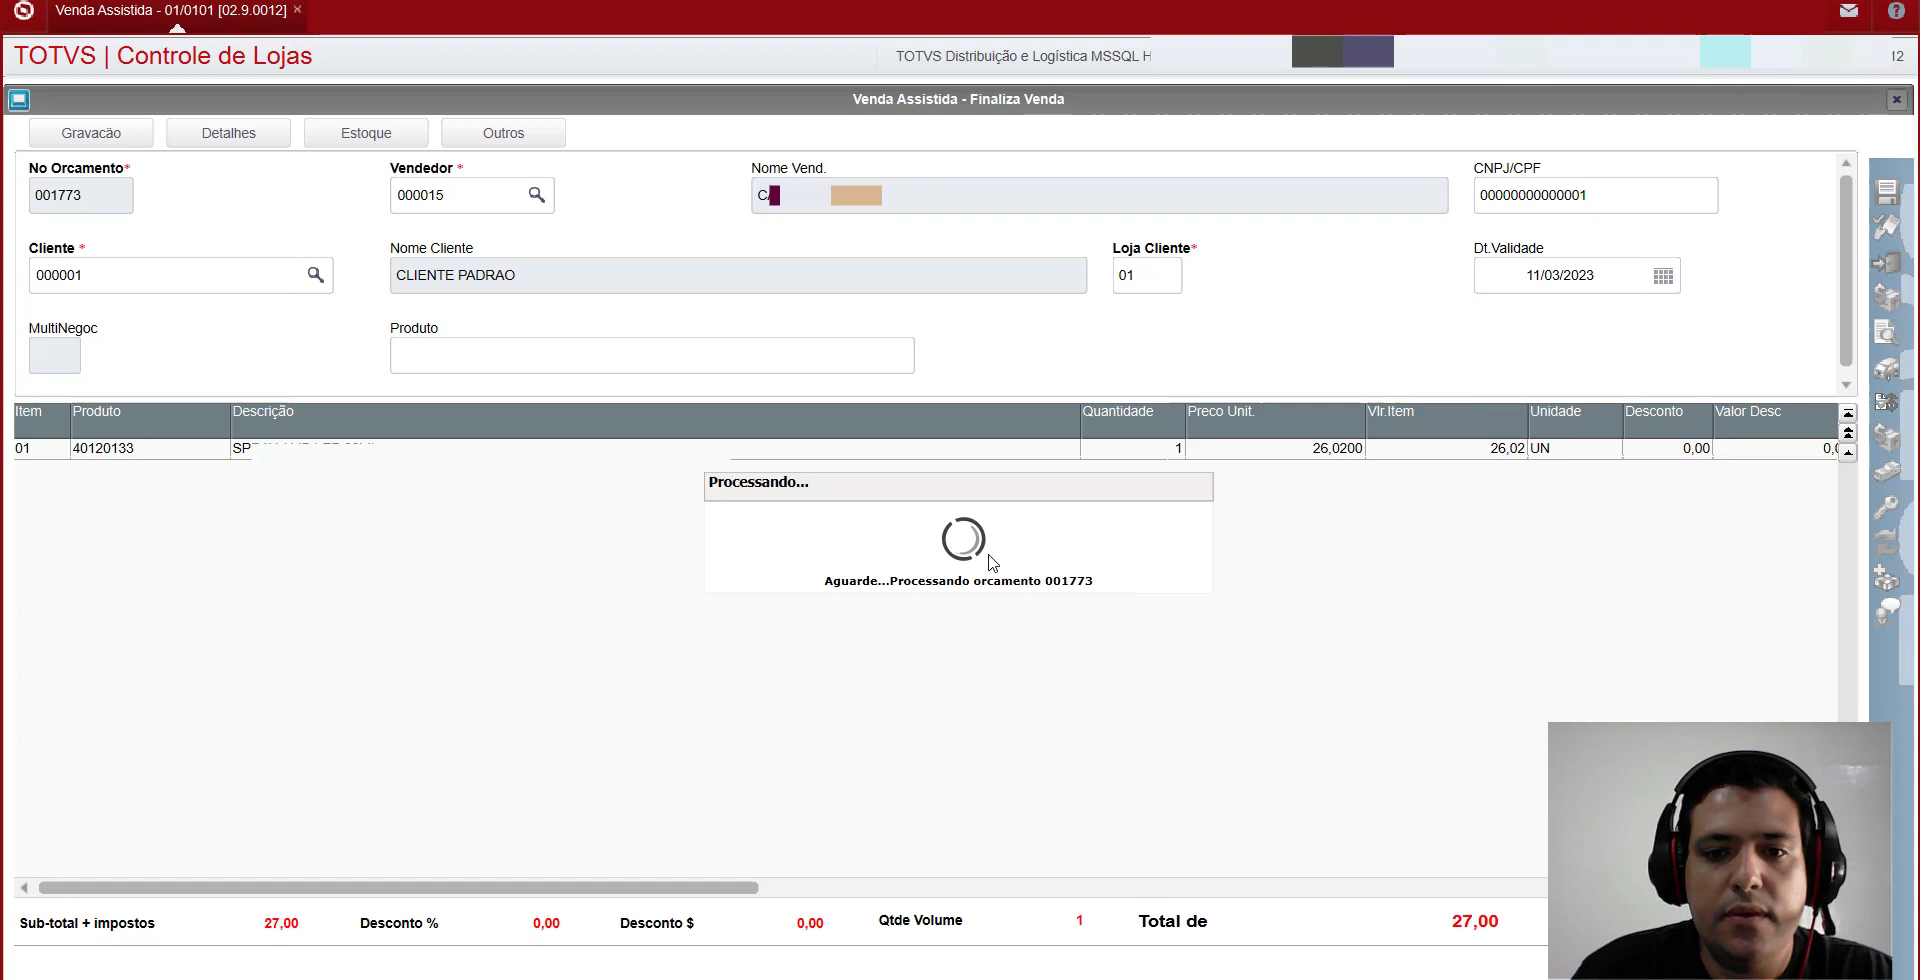 Venda Assistida - 01/0101 [02.9.0012] ×
TOTVS | Controle de Lojas
TOTVS Distribuição e Logística MSSQL H
12
Venda Assistida - Finaliza Venda
Gravacão Detalhes Estoque Outros
No Orcamento* Vendedor * Nome Vend. CNPJ/CPF
001773 000015 00000000000001
Cliente * Nome Cliente Loja Cliente* Dt.Validade
000001 CLIENTE PADRAO 01 11/03/2023
MultiNegoc Produto
Item Produto Descrição Quantidade Preco Unit. Vlr.Item Unidade Desconto Valor Desc
01 40120133 1 26,0200 26,02 UN 0,00
Processando...
Aguarde...Processando orcamento 001773
Sub-total + impostos 27,00 Desconto % 0,00 Desconto $ 0,00 Qtde Volume 1 Total de 27,00